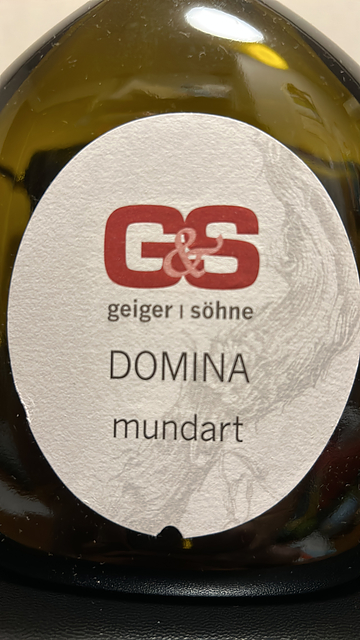 G&S
geiger | söhne
DOMINA
mundart